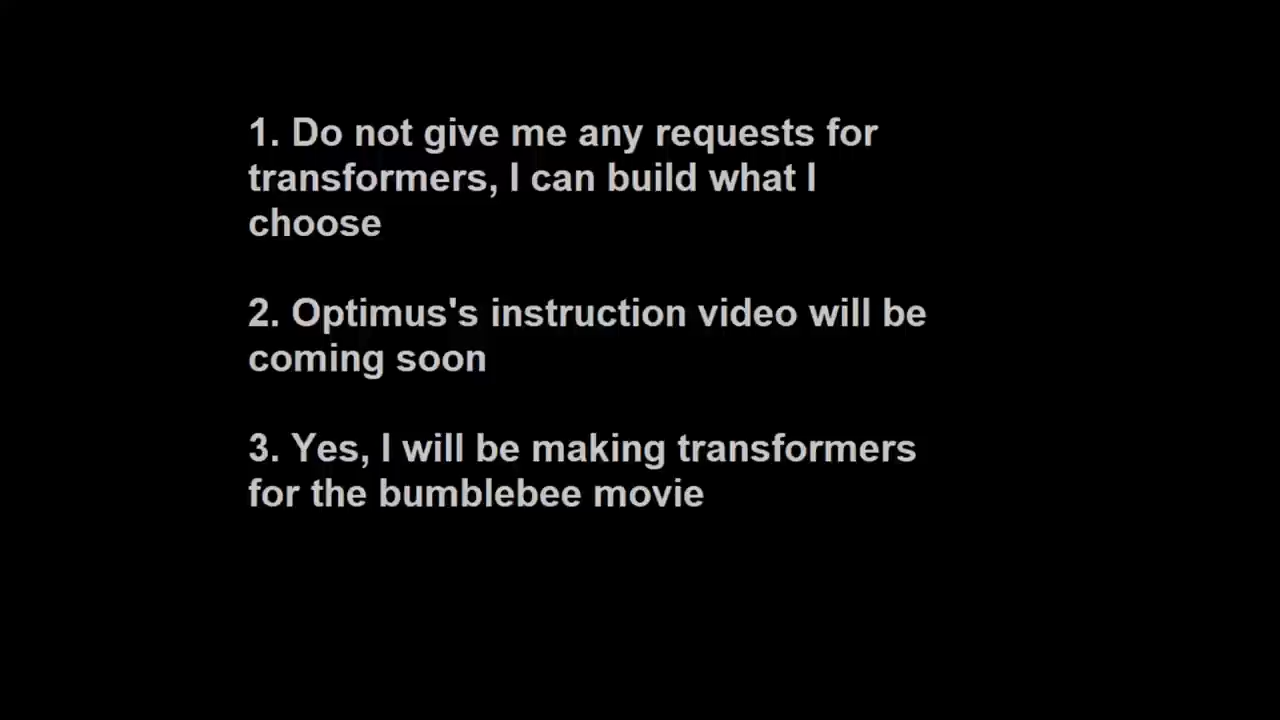 1. Do not give me any requests for
transformers, I can build what I
choose
2. Optimus's instruction video will be
coming soon
3. Yes, I will be making transformers
for the bumblebee movie